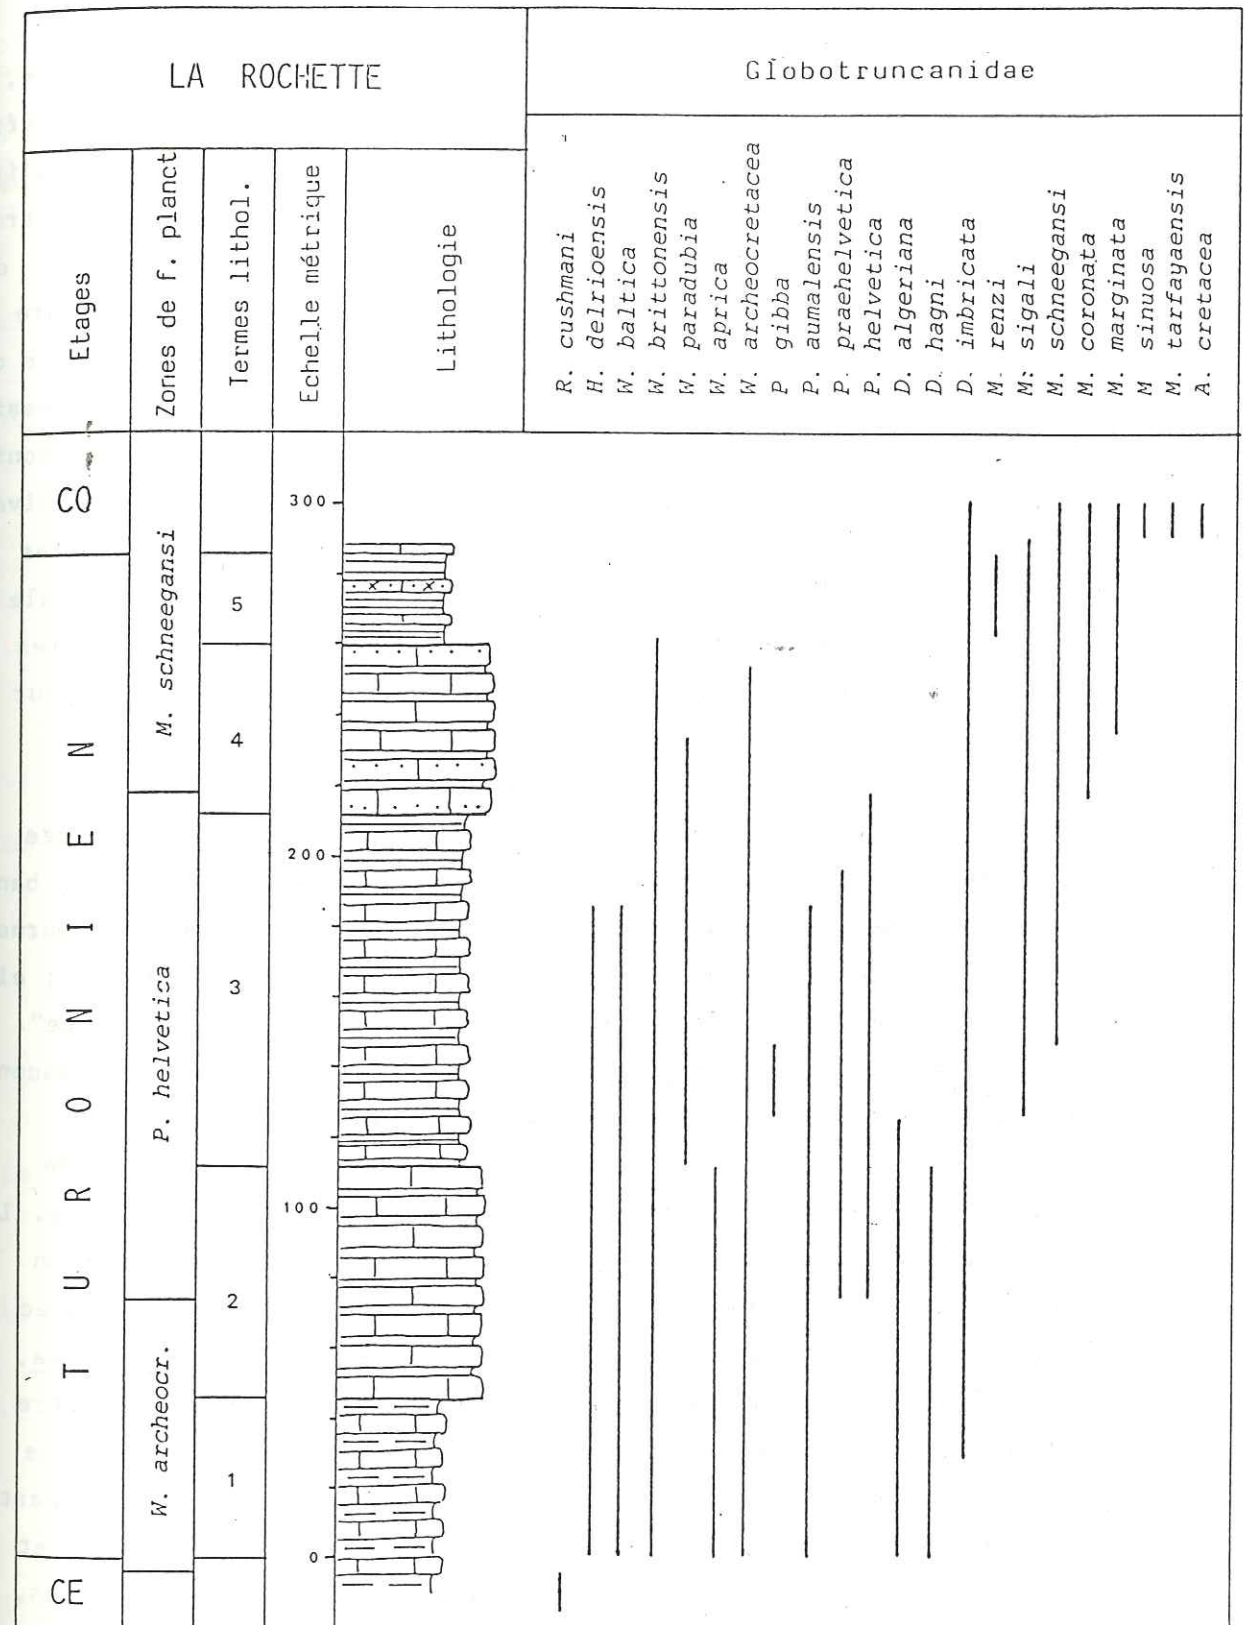 LA ROCHETTE
Globotruncanidae
Etages
Zones de f. planct
Termes lithol.
Echelle métrique
Lithologie
R. cushmani
H. delrioensis
W. baltica
W. brittonensis
W. paradubia
W. aprica
W. archeocretacea
P gibba
P. aumalensis
P. praehelvetica
P. helvetica
D. algeriana
D. hagni
D. imbricata
M. renzi
M. sigali
M. schneegansi
M. coronata
M. marginata
M sinuosa
M. tarfayaensis
A. cretacea
CO
TURONIEN
CE
M. schneegansi
P. helvetica
W. archeocr.
5
4
3
2
1
300
200
100
0